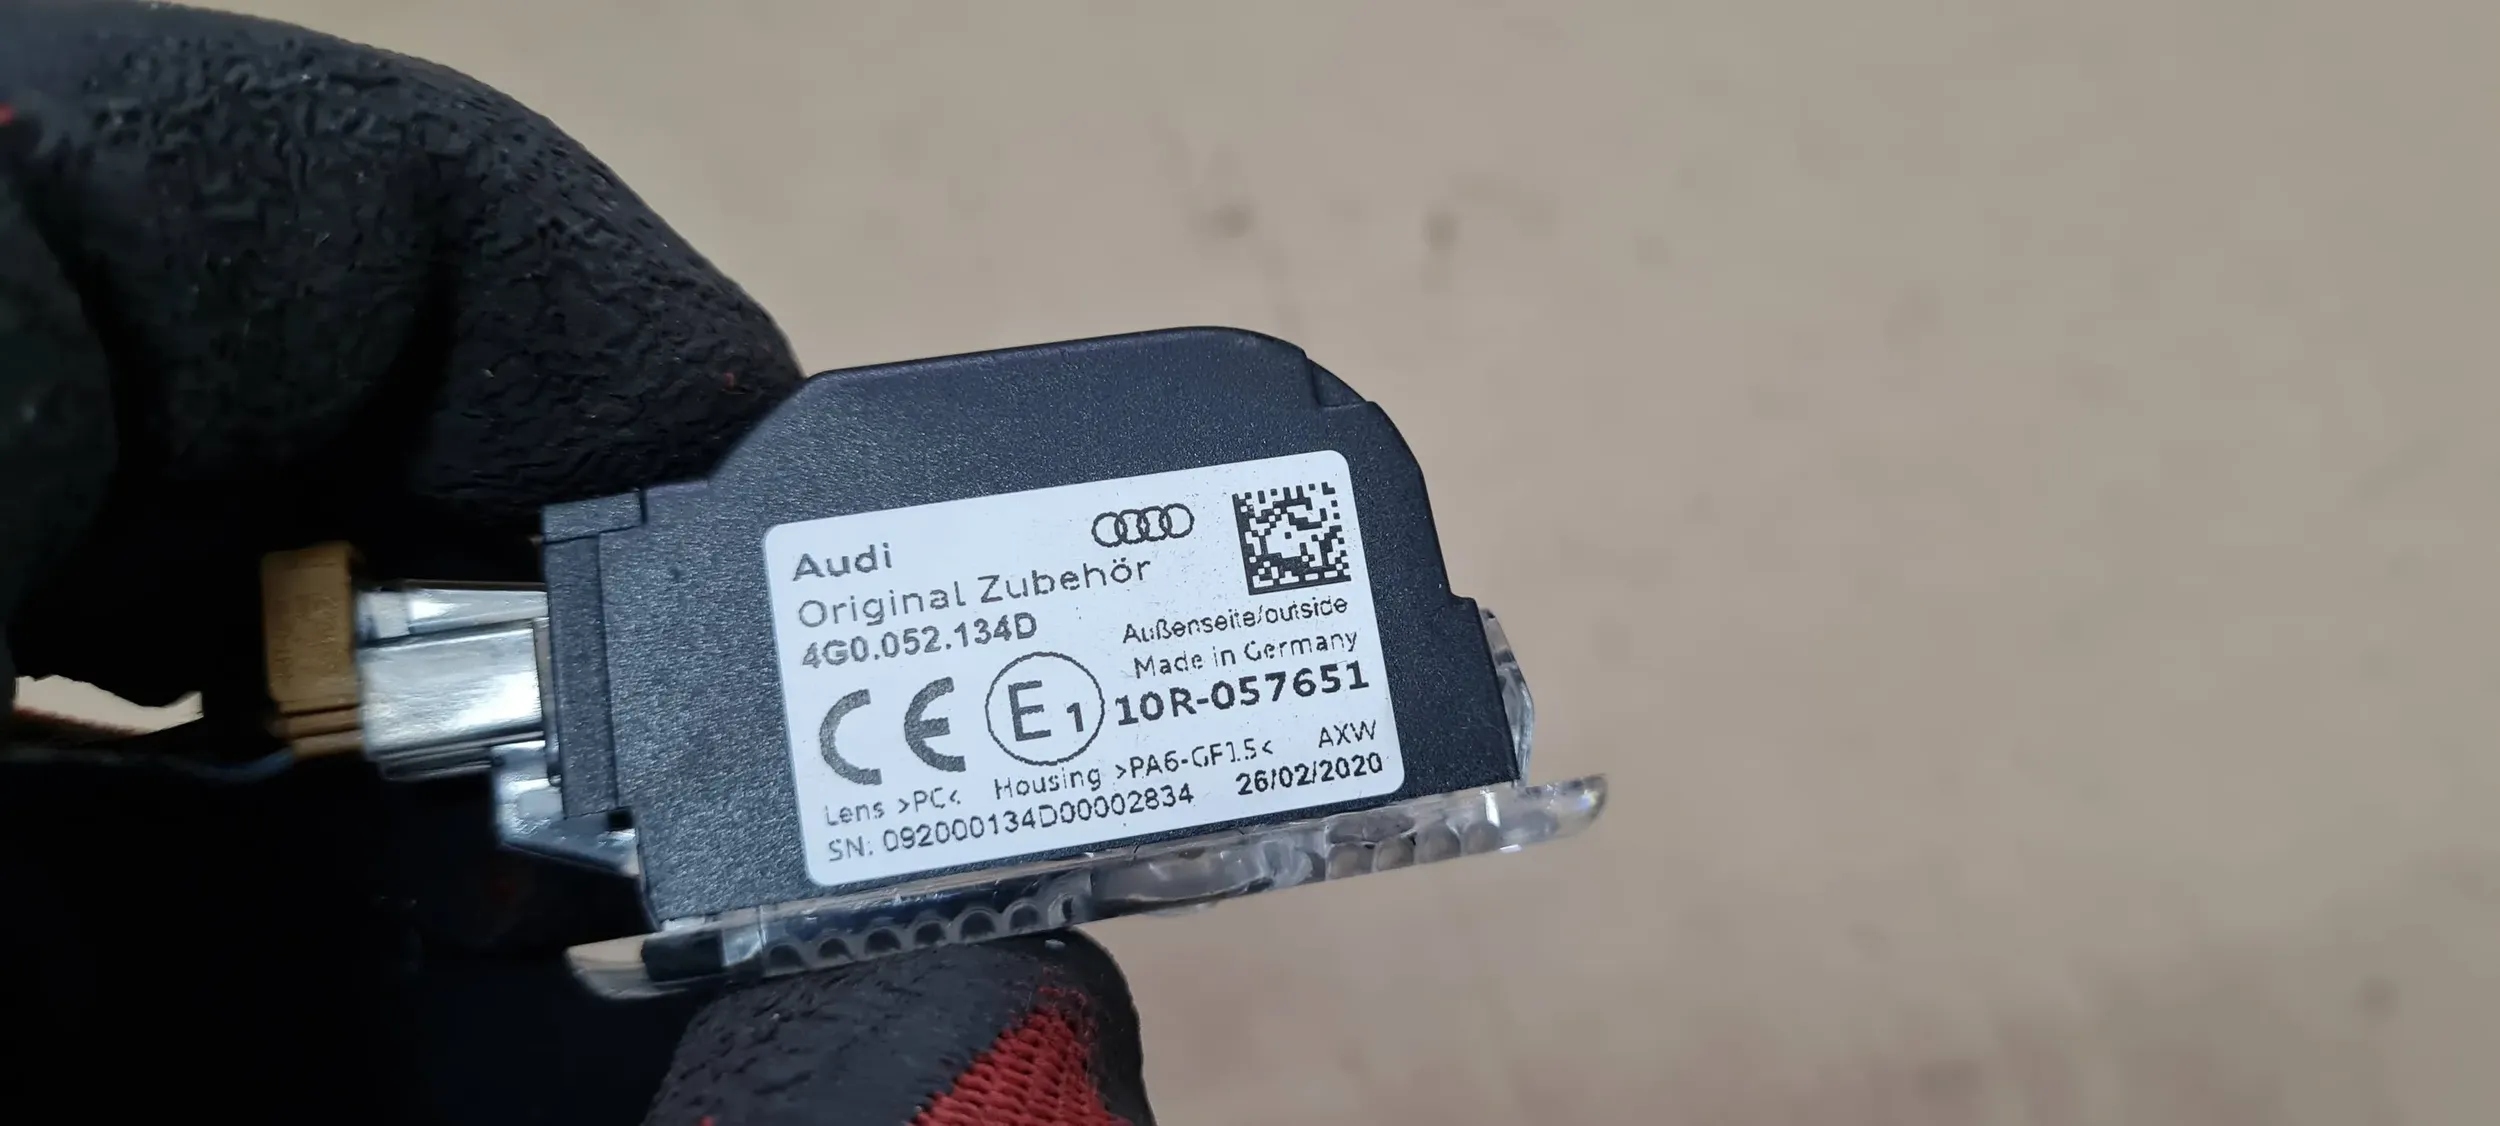 Audi
Original Zubehör
4G0.052.134D
Außenseite/outside
Made in Germany
CE E1 10R-057651
Lens >PC< Housing >PA6-GF15< AXW
SN: 092000134D00002834 26/02/2020